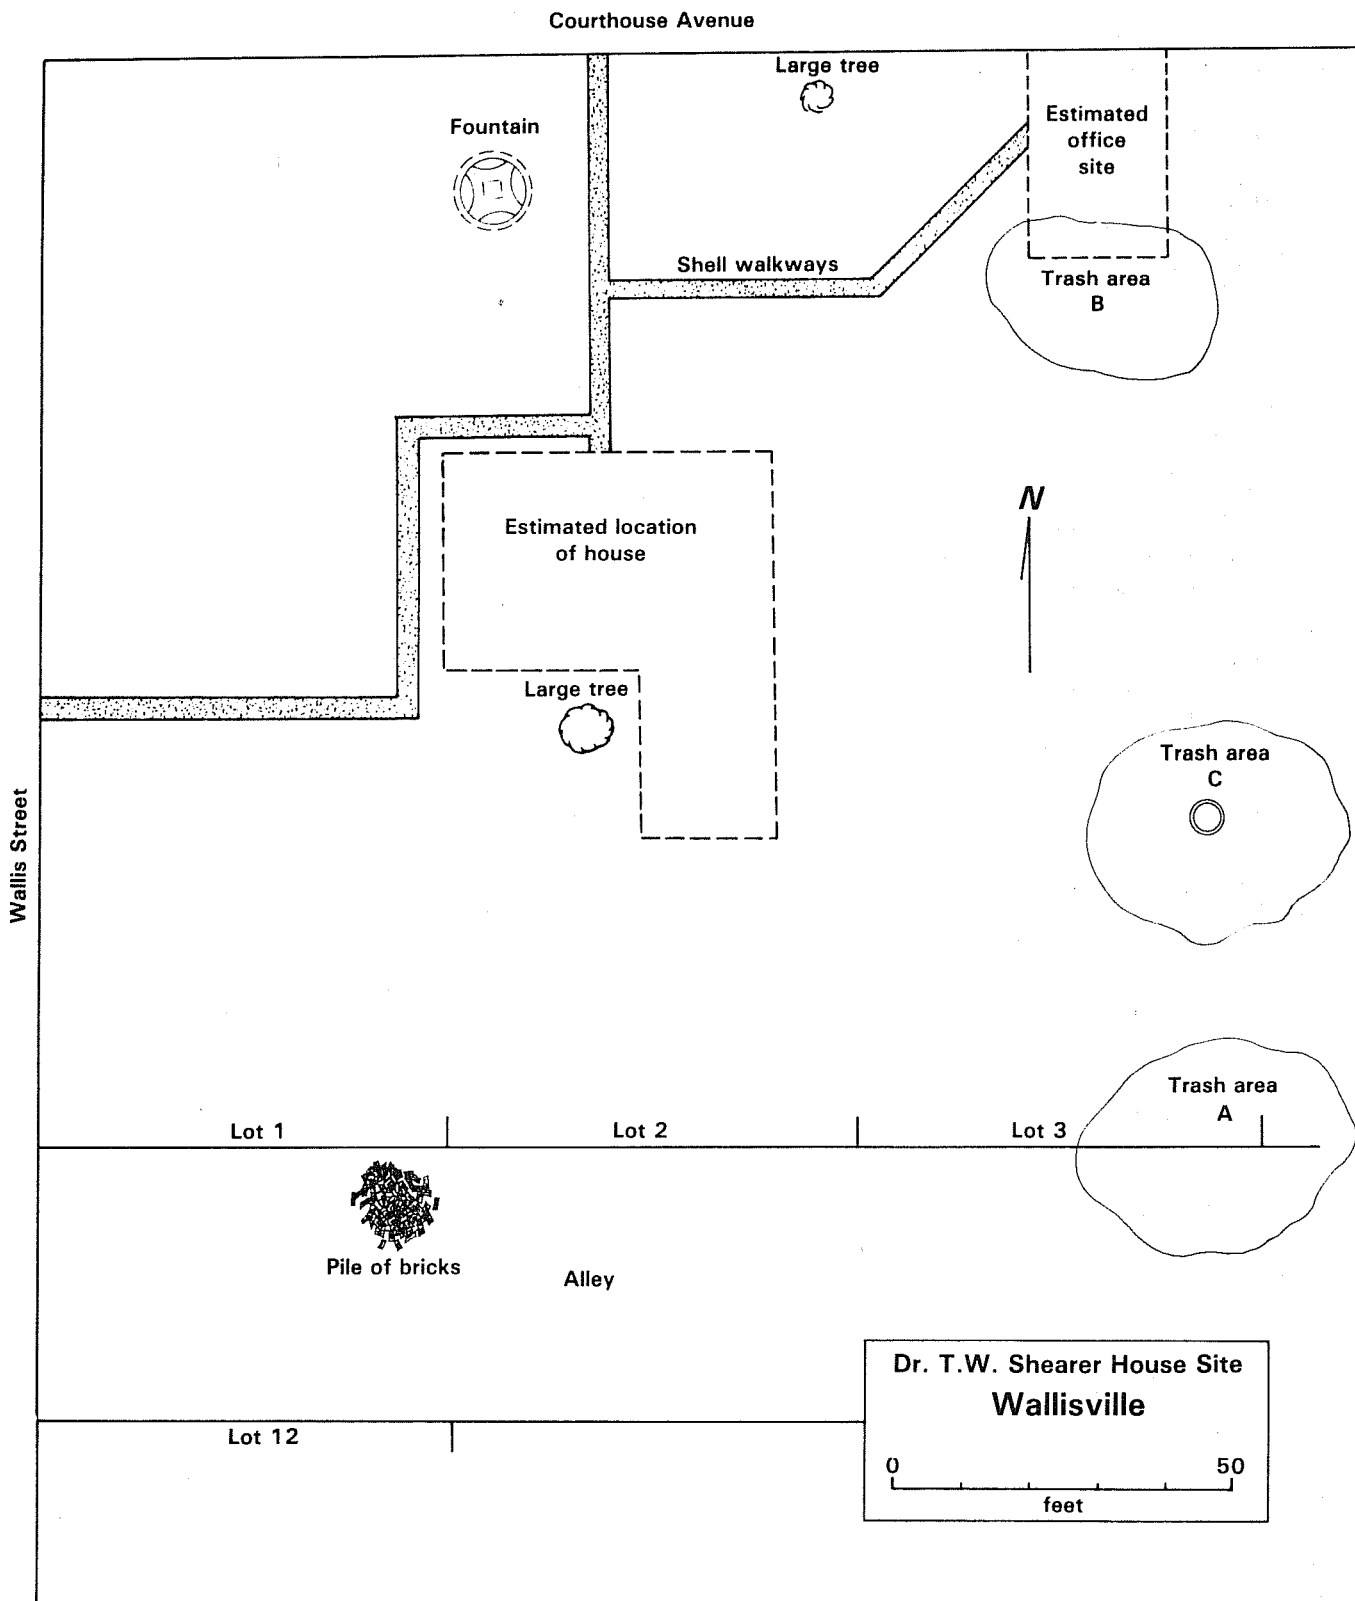 Courthouse Avenue
Large tree
Fountain
Estimated
office
site
Shell walkways
Trash area
B
N
Estimated location
of house
Large tree
Trash area
C
Wallis Street
Trash area
A
Lot 1
Lot 2
Lot 3
Pile of bricks
Alley
Dr. T.W. Shearer House Site
Wallisville
Lot 12
0 50
feet